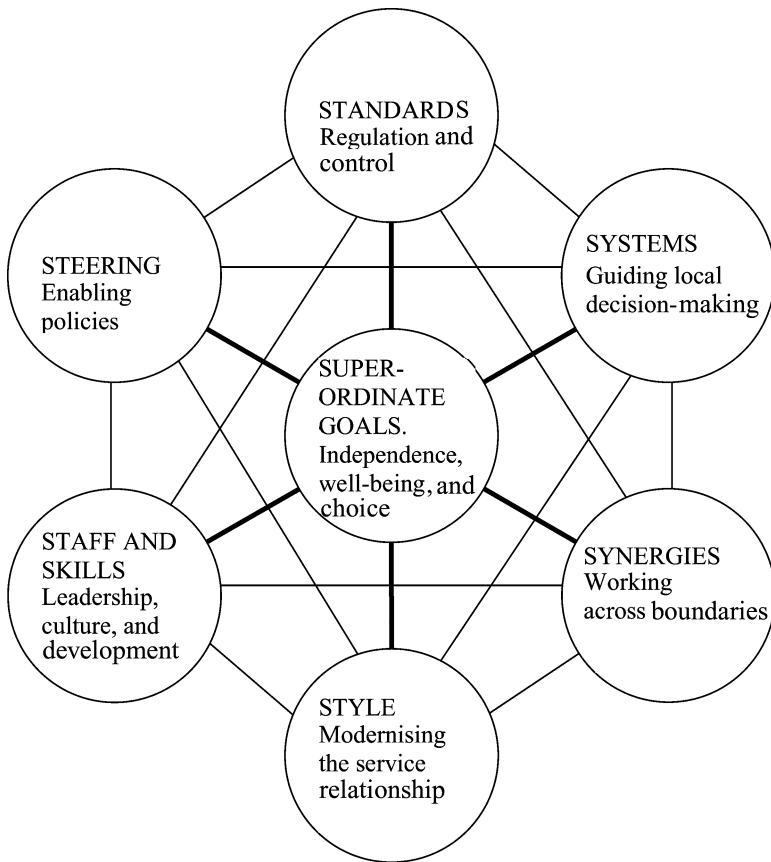 STANDARDS
Regulation and
control
STEERING
Enabling
policies
SYSTEMS
Guiding local
decision-making
SUPER-
ORDINATE
GOALS.
Independence,
well-being, and
choice
STAFF AND
SKILLS
Leadership,
culture, and
development
SYNERGIES
Working
across boundaries
STYLE
Modernising
the service
relationship